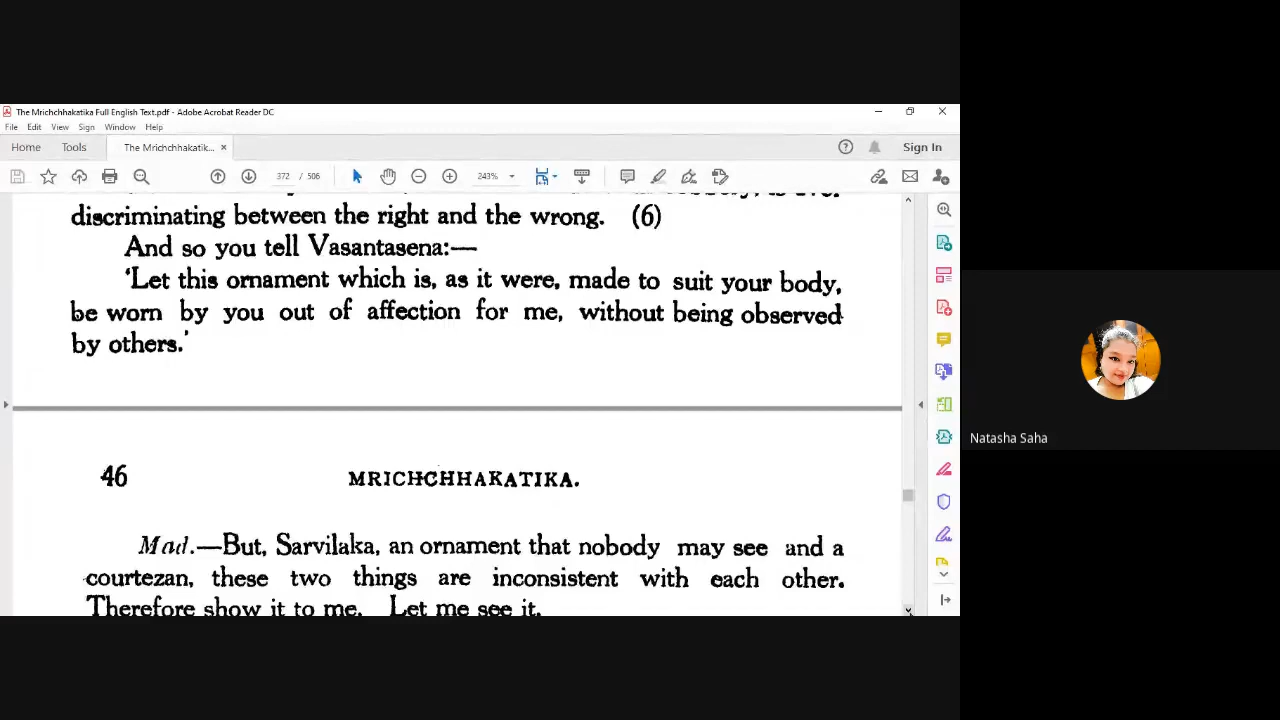 The Mrichchhakatika Full English Text.pdf - Adobe Acrobat Reader DC
File Edit View Sign Window Help
Home Tools The Mrichchhakatik... × Sign In
372 / 506 243%
discriminating between the right and the wrong. (6)
And so you tell Vasantasena:—
'Let this ornament which is, as it were, made to suit your body,
be worn by you out of affection for me, without being observed
by others.'
46 MRICHCHHAKATIKA.
Mad.—But, Sarvilaka, an ornament that nobody may see and a
courtezan, these two things are inconsistent with each other.
Therefore show it to me. Let me see it.
Natasha Saha